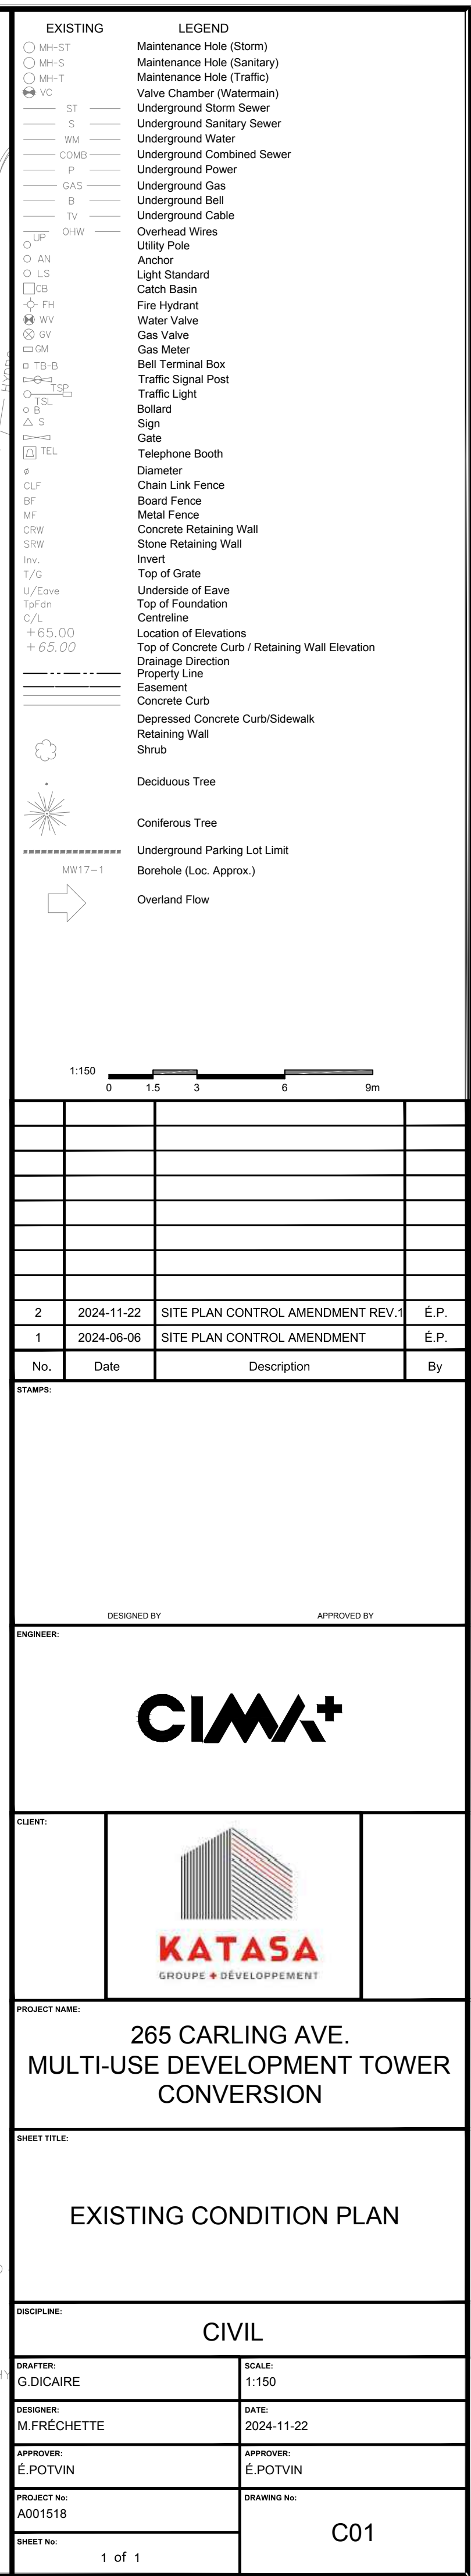 EXISTING LEGEND
MH-ST Maintenance Hole (Storm)
MH-S Maintenance Hole (Sanitary)
MH-T Maintenance Hole (Traffic)
VC Valve Chamber (Watermain)
ST Underground Storm Sewer
S Underground Sanitary Sewer
WM Underground Water
COMB Underground Combined Sewer
P Underground Power
GAS Underground Gas
B Underground Bell
TV Underground Cable
OHW Overhead Wires
UP Utility Pole
AN Anchor
LS Light Standard
CB Catch Basin
FH Fire Hydrant
WV Water Valve
GV Gas Valve
GM Gas Meter
TB-B Bell Terminal Box
TSP Traffic Signal Post
TSL Traffic Light
B Bollard
S Sign
Gate
TEL Telephone Booth
ø Diameter
CLF Chain Link Fence
BF Board Fence
MF Metal Fence
CRW Concrete Retaining Wall
SRW Stone Retaining Wall
Inv. Invert
T/G Top of Grate
U/Eave Underside of Eave
TpFdn Top of Foundation
C/L Centreline
+65.00 Location of Elevations
+65.00 Top of Concrete Curb / Retaining Wall Elevation
Drainage Direction
Property Line
Easement
Concrete Curb
Depressed Concrete Curb/Sidewalk
Retaining Wall
Shrub
Deciduous Tree
Coniferous Tree
Underground Parking Lot Limit
MW17-1 Borehole (Loc. Approx.)
Overland Flow
HYDRO
1:150
0 1.5 3 6 9m
2 2024-11-22 SITE PLAN CONTROL AMENDMENT REV.1 É.P.
1 2024-06-06 SITE PLAN CONTROL AMENDMENT É.P.
No. Date Description By
STAMPS:
DESIGNED BY APPROVED BY
ENGINEER:
CIMA+
CLIENT:
KATASA
GROUPE + DÉVELOPPEMENT
PROJECT NAME:
265 CARLING AVE.
MULTI-USE DEVELOPMENT TOWER
CONVERSION
SHEET TITLE:
EXISTING CONDITION PLAN
DISCIPLINE:
CIVIL
DRAFTER: SCALE:
G.DICAIRE 1:150
DESIGNER: DATE:
M.FRÉCHETTE 2024-11-22
APPROVER: APPROVER:
É.POTVIN É.POTVIN
PROJECT No: DRAWING No:
A001518
C01
SHEET No:
1 of 1